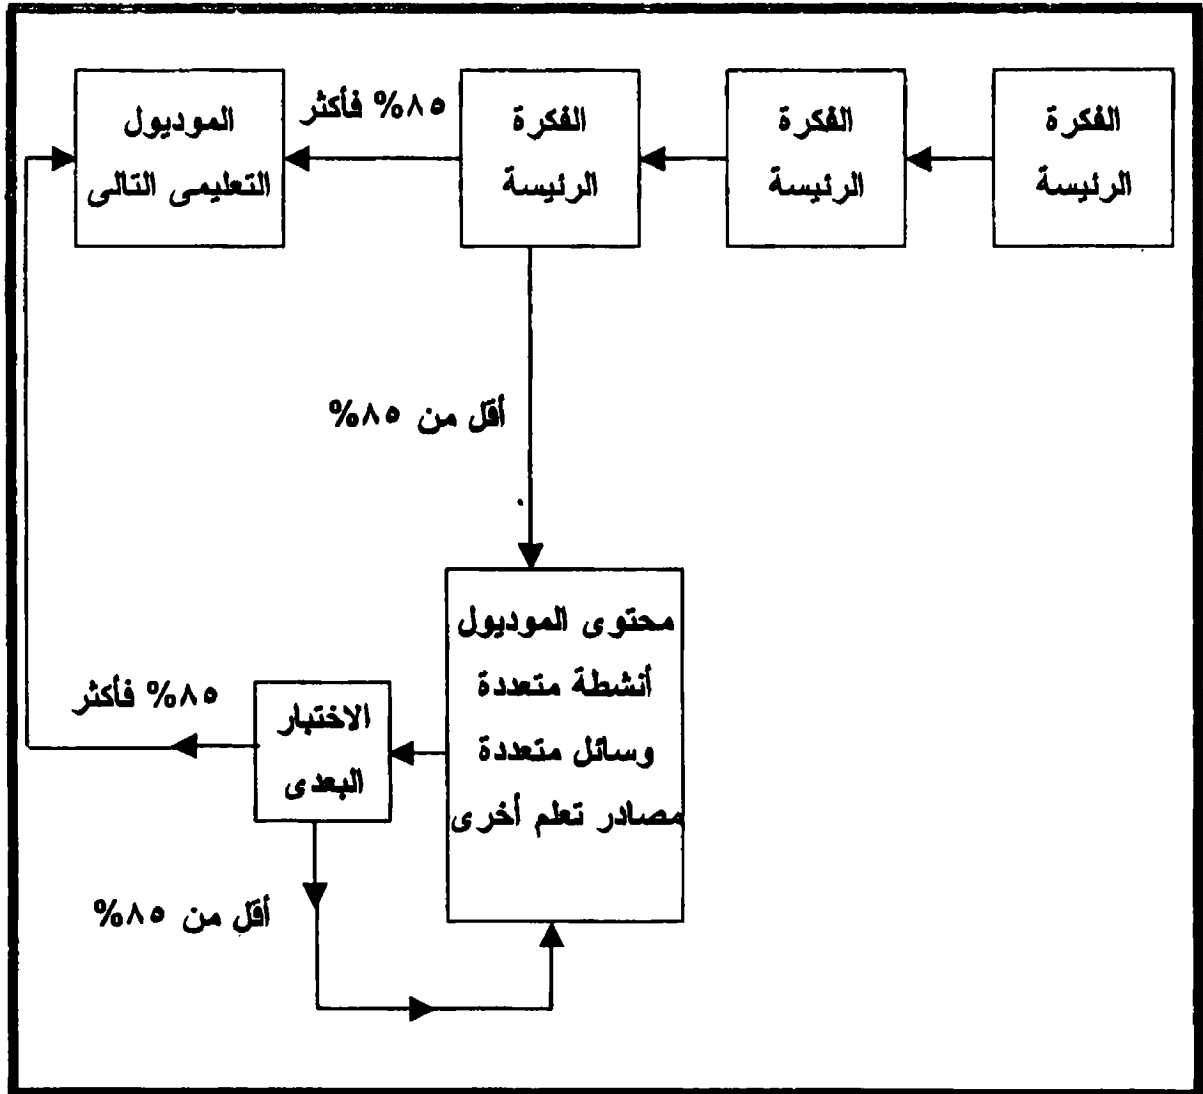 الفكرة
الرئيسة
الفكرة
الرئيسة
الفكرة
الرئيسة
٨٥% فأكثر
الموديول
التعليمى التالى
أقل من ٨٥%
محتوى الموديول
أنشطة متعددة
وسائل متعددة
مصادر تعلم أخرى
الاختبار
البعدى
٨٥% فأكثر
أقل من ٨٥%